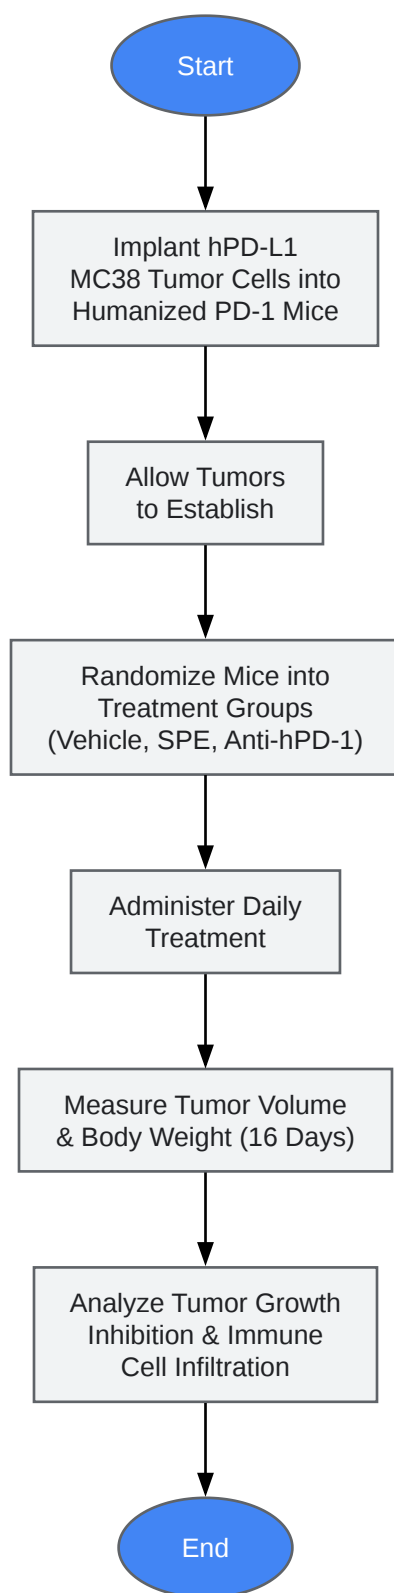 Start
Implant hPD-L1
MC38 Tumor Cells into
Humanized PD-1 Mice
Allow Tumors
to Establish
Randomize Mice into
Treatment Groups
(Vehicle, SPE, Anti-hPD-1)
Administer Daily
Treatment
Measure Tumor Volume
& Body Weight (16 Days)
Analyze Tumor Growth
Inhibition & Immune
Cell Infiltration
End